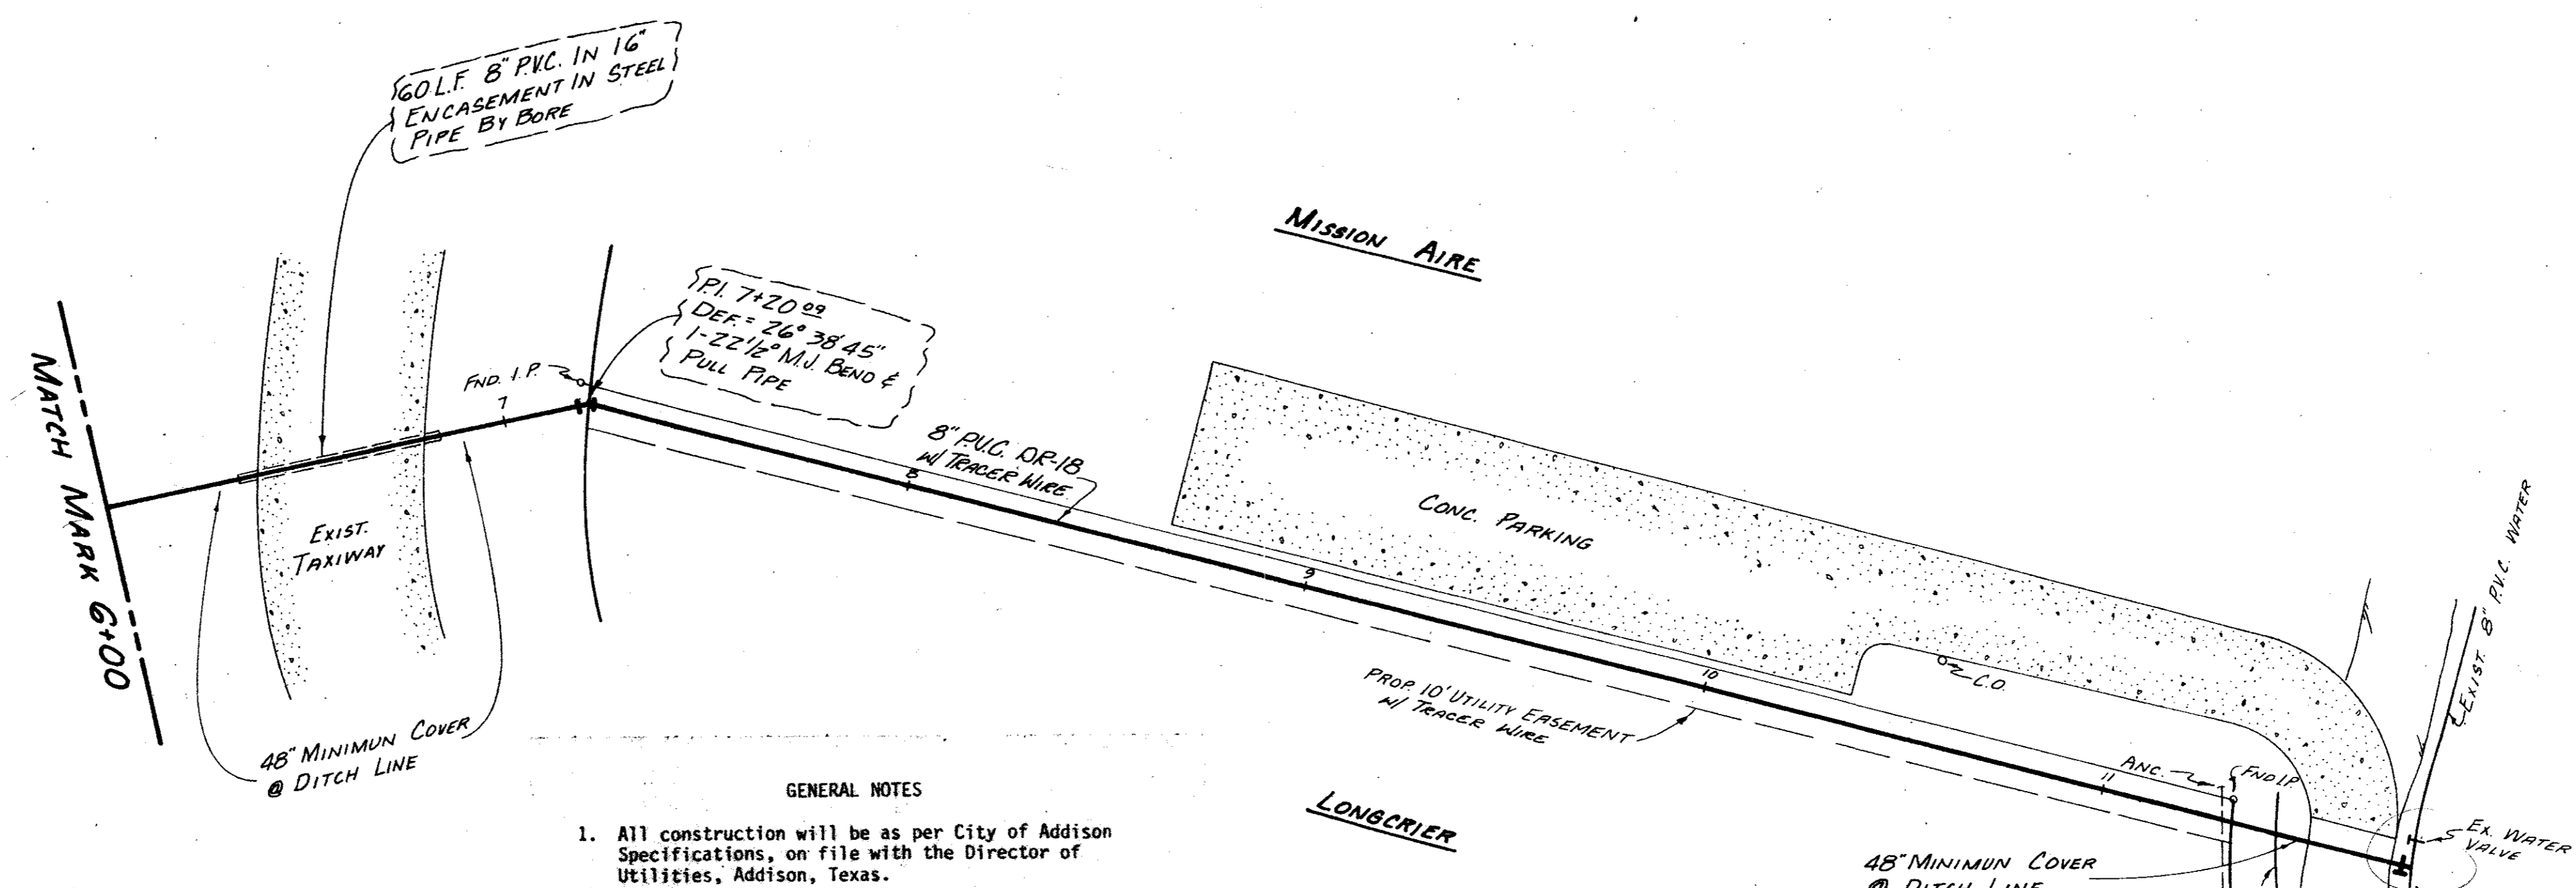 60 L.F. 8" P.V.C. IN 16"
ENCASEMENT IN STEEL
PIPE BY BORE
MISSION AIRE
P.I. 7+20 09
DEF. = 26° 38' 45"
1-22 1/2° M.J. BEND &
PULL PIPE
FND. I.P.
7
MATCH MARK 6+00
EXIST.
TAXIWAY
8" P.V.C. DR-18
W/ TRACER WIRE
8
9
CONC. PARKING
EXIST. 8" P.V.C. WATER
10
C.O.
PROP. 10' UTILITY EASEMENT
W/ TRACER WIRE
48" MINIMUN COVER
@ DITCH LINE
ANC.
FND I.P.
11
LONGCRIER
EX. WATER
VALVE
48" MINIMUN COVER
@ DITCH LINE
GENERAL NOTES
1. All construction will be as per City of Addison
Specifications, on file with the Director of
Utilities, Addison, Texas.